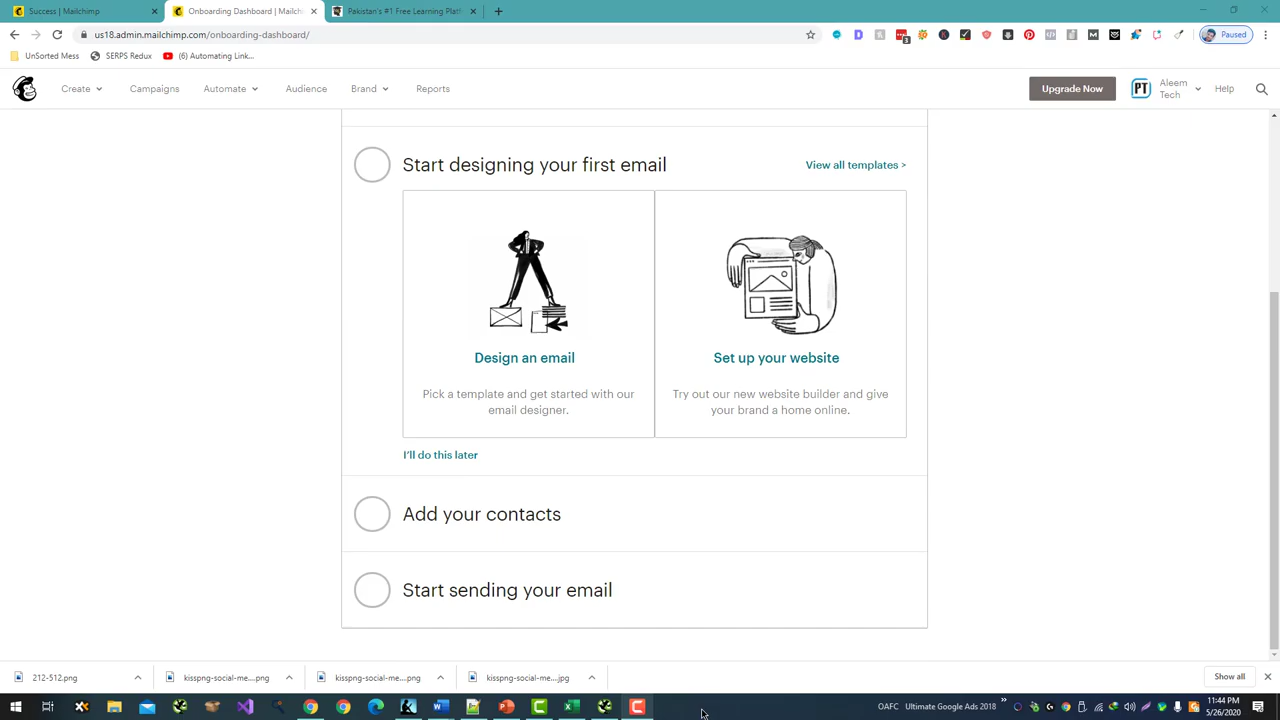 Success | Mailchimp
Onboarding Dashboard | Mailch
Pakistan's #1 Free Learning Platf
us18.admin.mailchimp.com/onboarding-dashboard/
Paused
UnSorted Mess
SERPS Redux
(6) Automating Link...
Create
Campaigns
Automate
Audience
Brand
Reports
Upgrade Now
PT
Aleem
Tech
Help
Start designing your first email
View all templates >
Design an email
Pick a template and get started with our
email designer.
Set up your website
Try out our new website builder and give
your brand a home online.
I'll do this later
Add your contacts
Start sending your email
212-512.png
kisspng-social-me....png
kisspng-social-me....png
kisspng-social-me....jpg
Show all
OAFC
Ultimate Google Ads 2018
11:44 PM
5/26/2020